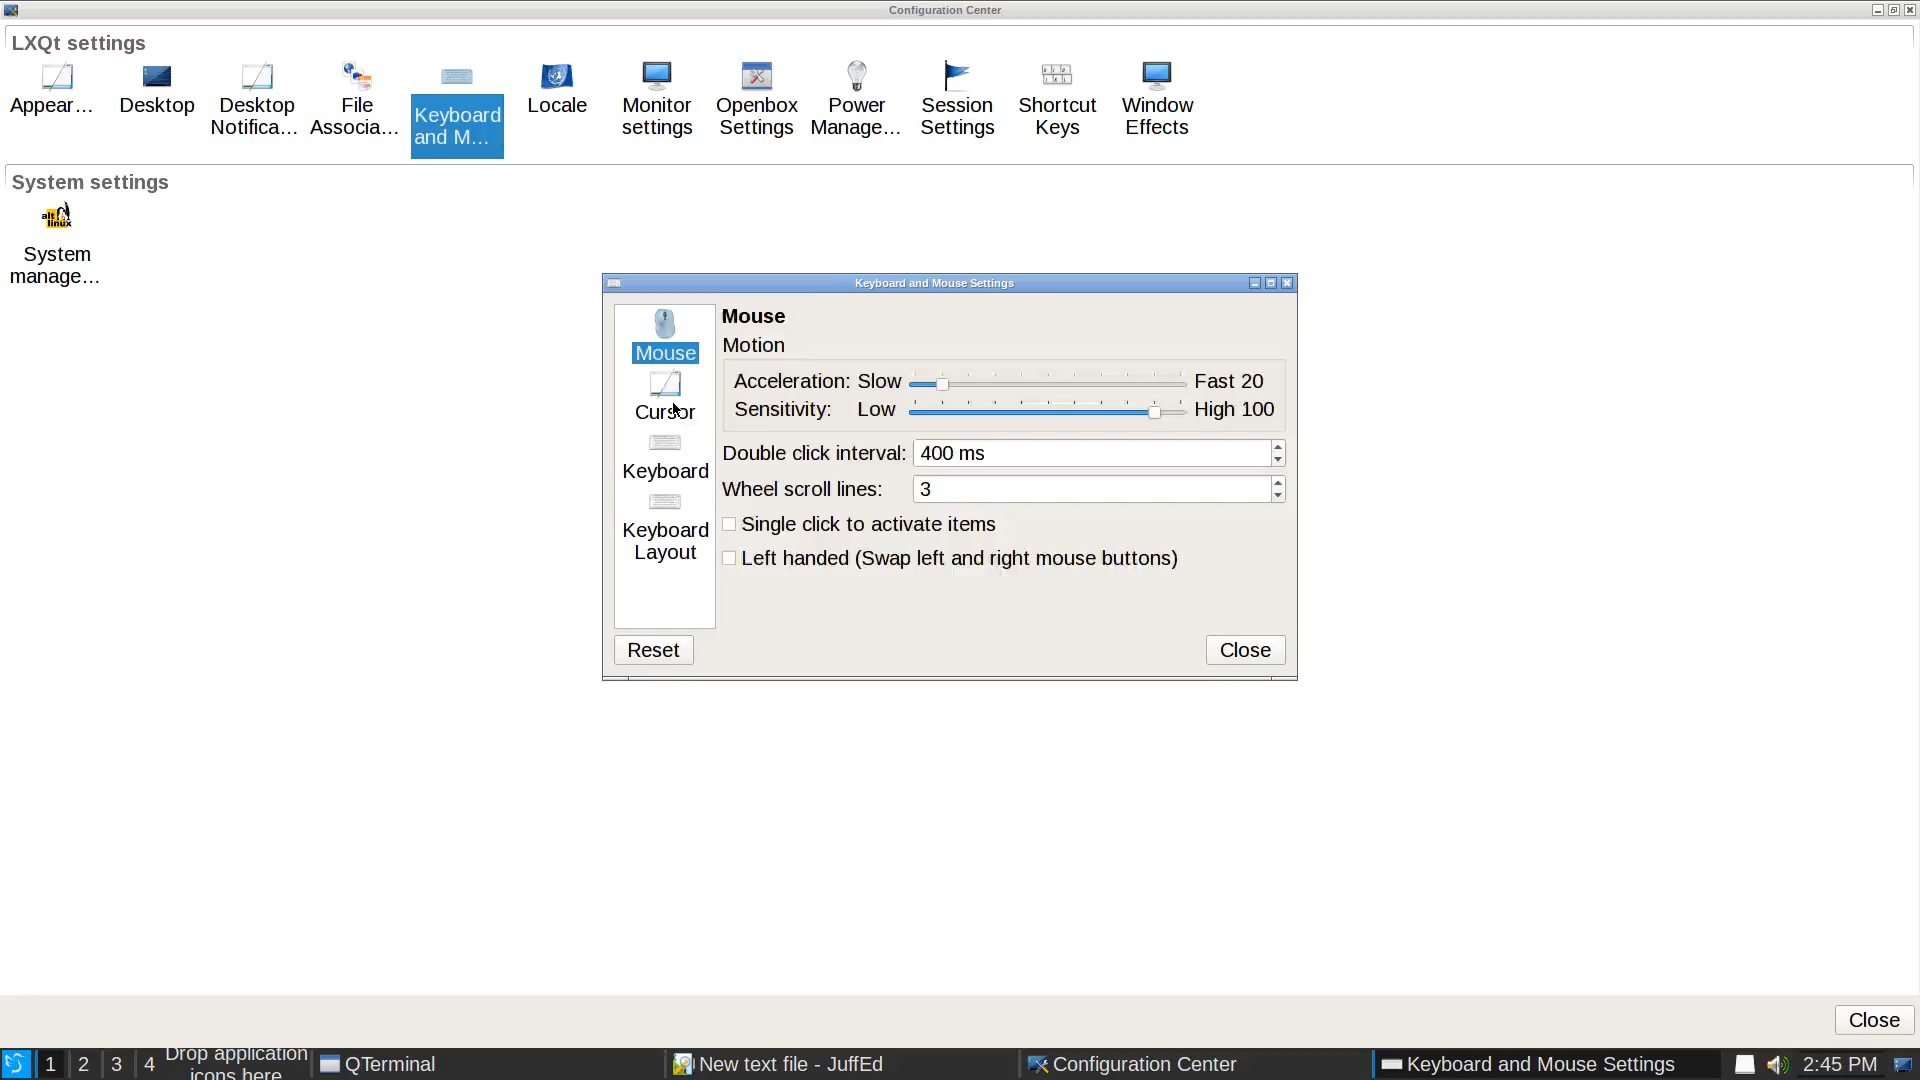 Configuration Center
LXQt settings
Appear...
Desktop
Desktop
Notifica...
File
Associa...
Keyboard
and M...
Locale
Monitor
settings
Openbox
Settings
Power
Manage...
Session
Settings
Shortcut
Keys
Window
Effects
System settings
alt
linux
System
manage...
Keyboard and Mouse Settings
Mouse
Cursor
Keyboard
Keyboard
Layout
Mouse
Motion
Acceleration: Slow Fast 20
Sensitivity: Low High 100
Double click interval: 400 ms
Wheel scroll lines: 3
Single click to activate items
Left handed (Swap left and right mouse buttons)
Reset
Close
Close
1 2 3 4
Drop application
icons here
QTerminal
New text file - JuffEd
Configuration Center
Keyboard and Mouse Settings
2:45 PM